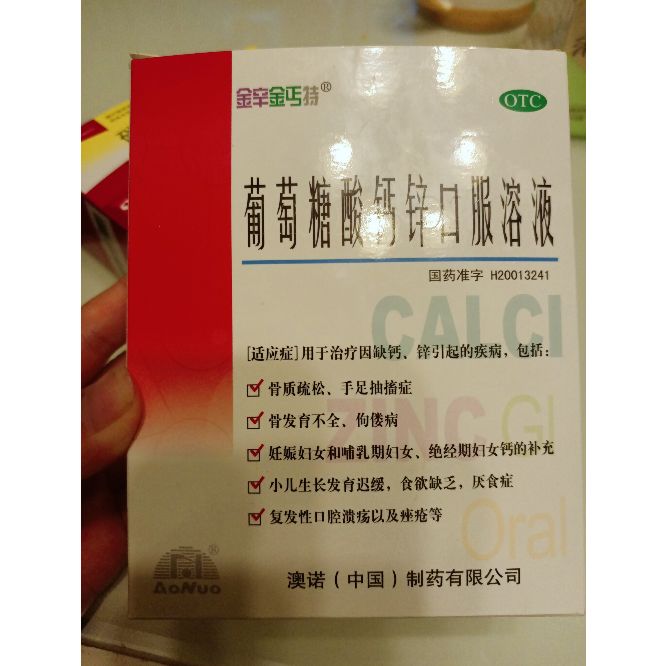 锌钙特®
OTC
葡萄糖酸钙锌口服溶液
国药准字 H20013241
CALCI
[适应症]用于治疗因缺钙、锌引起的疾病，包括：
骨质疏松、手足抽搐症
ZINC GL
骨发育不全、佝偻病
妊娠妇女和哺乳期妇女、绝经期妇女钙的补充
小儿生长发育迟缓，食欲缺乏，厌食症
复发性口腔溃疡以及痤疮等
Oral
AoNuo®
澳诺（中国）制药有限公司